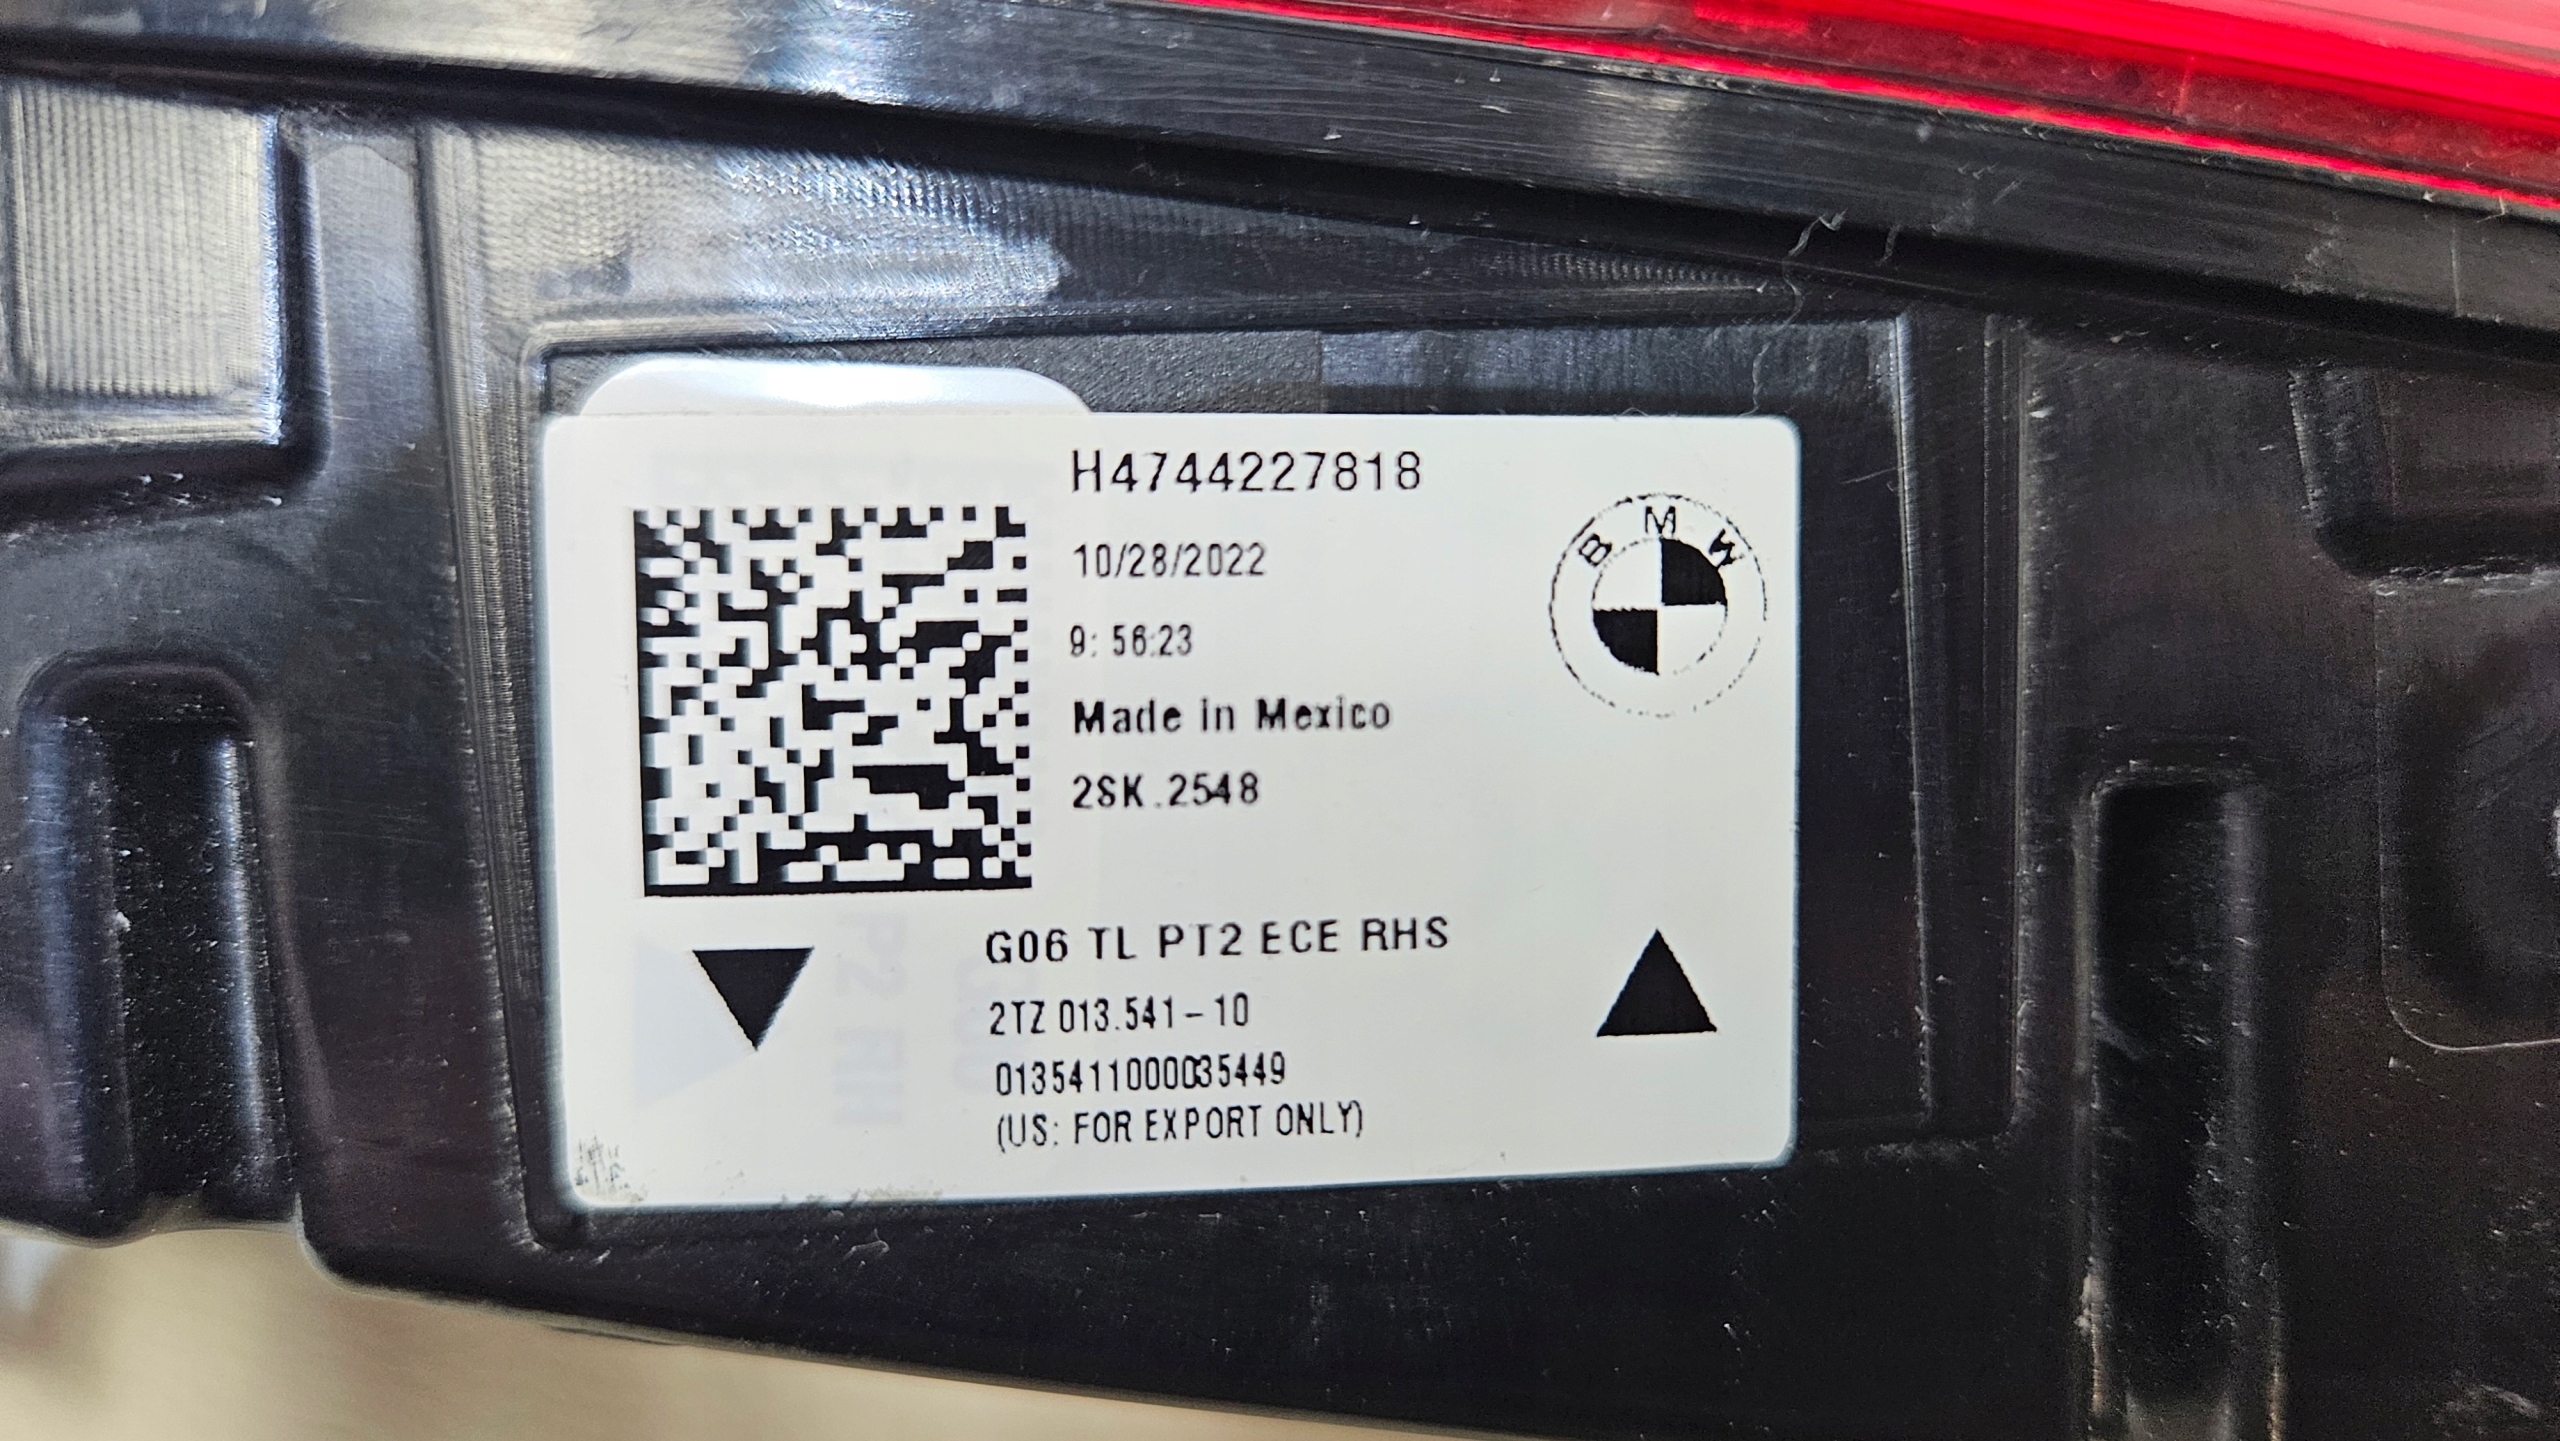 H4744227818
10/28/2022
9: 56:23
Made in Mexico
2SK.2548
BMW
G06 TL PT2 ECE RHS
2TZ 013.541-10
0135411000035449
(US: FOR EXPORT ONLY)